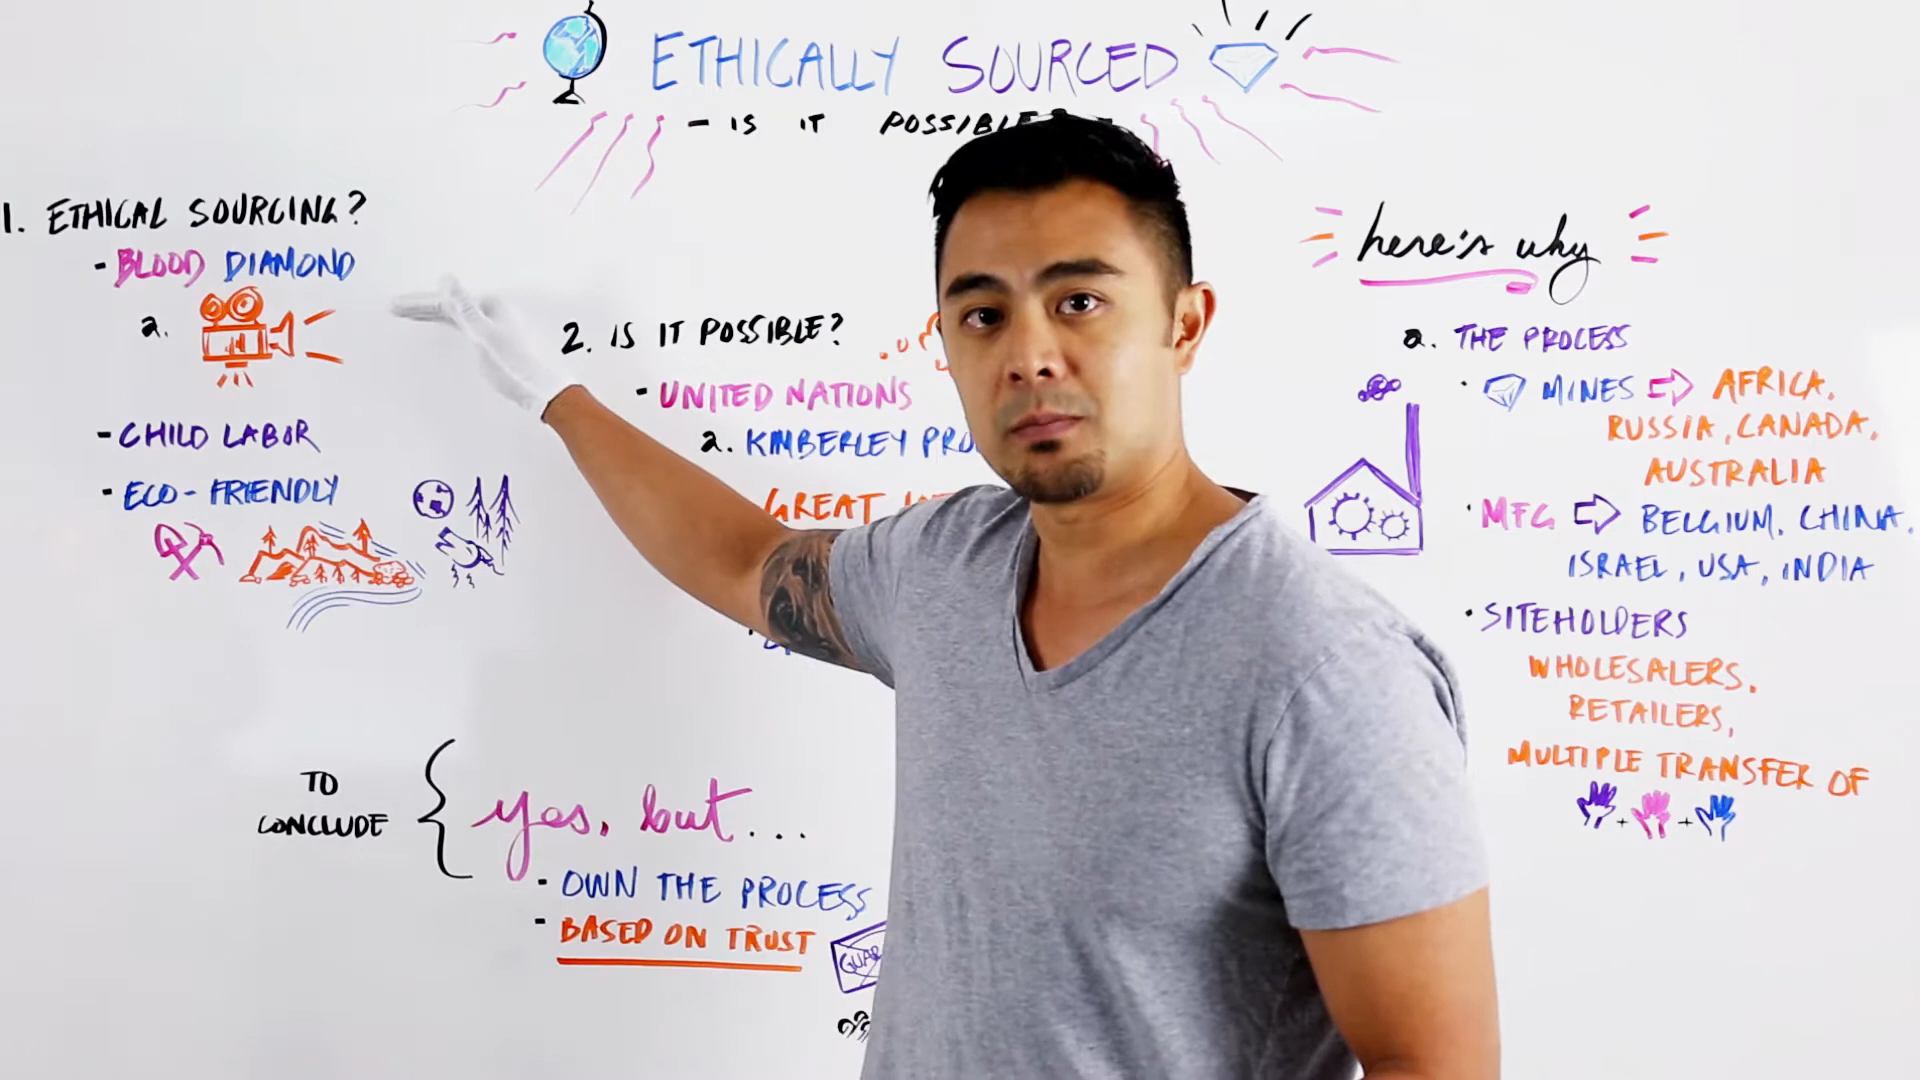 ETHICALLY SOURCED
- IS IT POSSIBLE? -
1. ETHICAL SOURCING?
- BLOOD DIAMOND
a.
- CHILD LABOR
- ECO-FRIENDLY
2. IS IT POSSIBLE?
- UNITED NATIONS
a. KIMBERLEY
GREAT
here's why
a. THE PROCESS
· MINES ⇨ AFRICA,
RUSSIA, CANADA,
AUSTRALIA
· MFG ⇨ BELGIUM, CHINA,
ISRAEL, USA, INDIA
· SITEHOLDERS
WHOLESALERS,
RETAILERS,
MULTIPLE TRANSFER OF
+ +
TO
CONCLUDE
yes, but...
- OWN THE PROCESS
- BASED ON TRUST